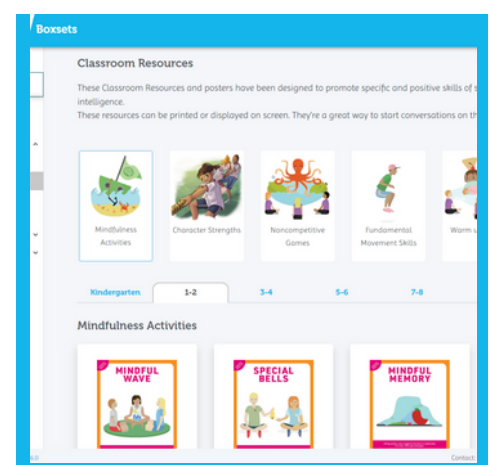 Boxsets
Classroom Resources
These Classroom Resources and posters have been designed to promote specific and positive skills of
intelligence.
These resources can be printed or displayed on screen. They're a great way to start conversations on
Mindfulness
Activities
Character Strengths
Noncompetitive
Games
Fundamental
Movement Skills
Warm
Kindergarten
1-2
3-4
5-6
7-8
Mindfulness Activities
MINDFUL
WAVE
SPECIAL
BELLS
MINDFUL
MEMORY
Contact